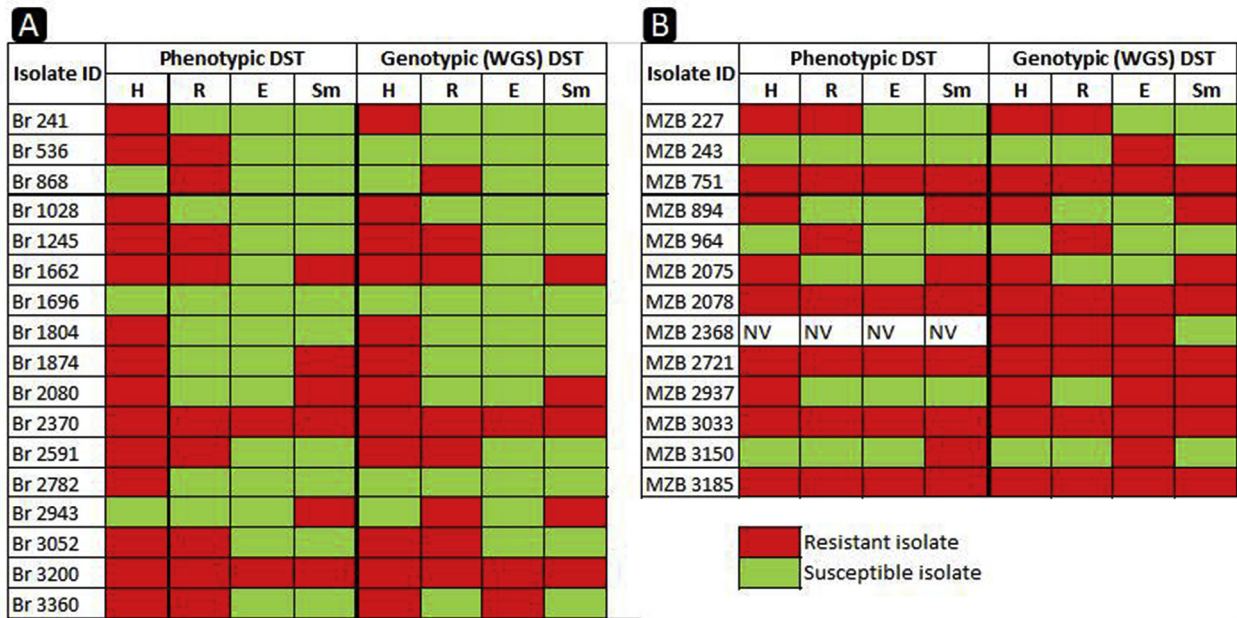 A
Isolate ID Phenotypic DST Genotypic (WGS) DST
H R E Sm H R E Sm
Br 241
Br 536
Br 868
Br 1028
Br 1245
Br 1662
Br 1696
Br 1804
Br 1874
Br 2080
Br 2370
Br 2591
Br 2782
Br 2943
Br 3052
Br 3200
Br 3360
B
Isolate ID Phenotypic DST Genotypic (WGS) DST
H R E Sm H R E Sm
MZB 227
MZB 243
MZB 751
MZB 894
MZB 964
MZB 2075
MZB 2078
MZB 2368 NV NV NV NV
MZB 2721
MZB 2937
MZB 3033
MZB 3150
MZB 3185
Resistant isolate
Susceptible isolate